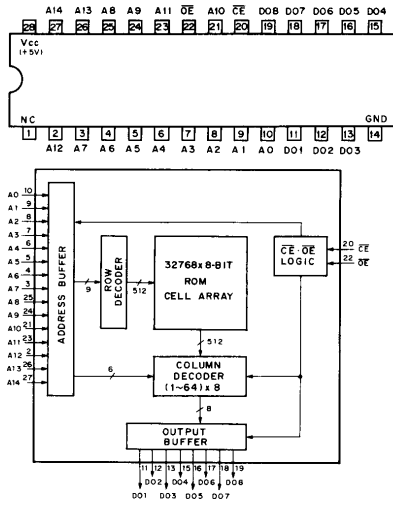 A14 A13 A8 A9 A11 OE A10 CE DO8 DO7 DO6 DO5 DO4
28 27 26 25 24 23 22 21 20 19 18 17 16 15
Vcc
(+5V)
NC GND
1 2 3 4 5 6 7 8 9 10 11 12 13 14
A12 A7 A6 A5 A4 A3 A2 A1 A0 DO1 DO2 DO3
A0 10
A1 9
A2 8
A3 7
A4 6
A5 5
A6 4
A7 3
A8 25
A9 24
A10 21
A11 23
A12 2
A13 26
A14 27
ADDRESS BUFFER
9
ROW
DECODER
512
32768x8-BIT
ROM
CELL ARRAY
CE·OE
LOGIC
20 CE
22 OE
512
6
COLUMN
DECODER
(1~64)x8
8
OUTPUT
BUFFER
11 12 13 15 16 17 18 19
DO2 DO4 DO6 DO8
DO1 DO3 DO5 DO7